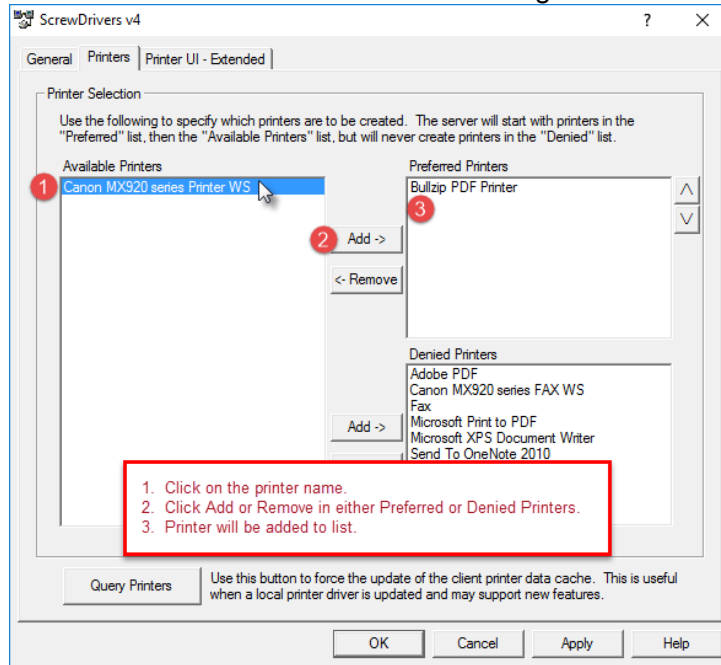 ScrewDrivers v4
?
General
Printers
Printer UI - Extended
Printer Selection
Use the following to specify which printers are to be created. The server will start with printers in the
"Preferred" list, then the "Available Printers" list, but will never create printers in the "Denied" list.
Available Printers
Canon MX920 series Printer WS
1
Preferred Printers
Bullzip PDF Printer
3
2
Add ->
<- Remove
Denied Printers
Adobe PDF
Canon MX920 series FAX WS
Fax
Microsoft Print to PDF
Microsoft XPS Document Writer
Send To OneNote 2010
Add ->
1. Click on the printer name.
2. Click Add or Remove in either Preferred or Denied Printers.
3. Printer will be added to list.
Query Printers
Use this button to force the update of the client printer data cache. This is useful
when a local printer driver is updated and may support new features.
OK
Cancel
Apply
Help